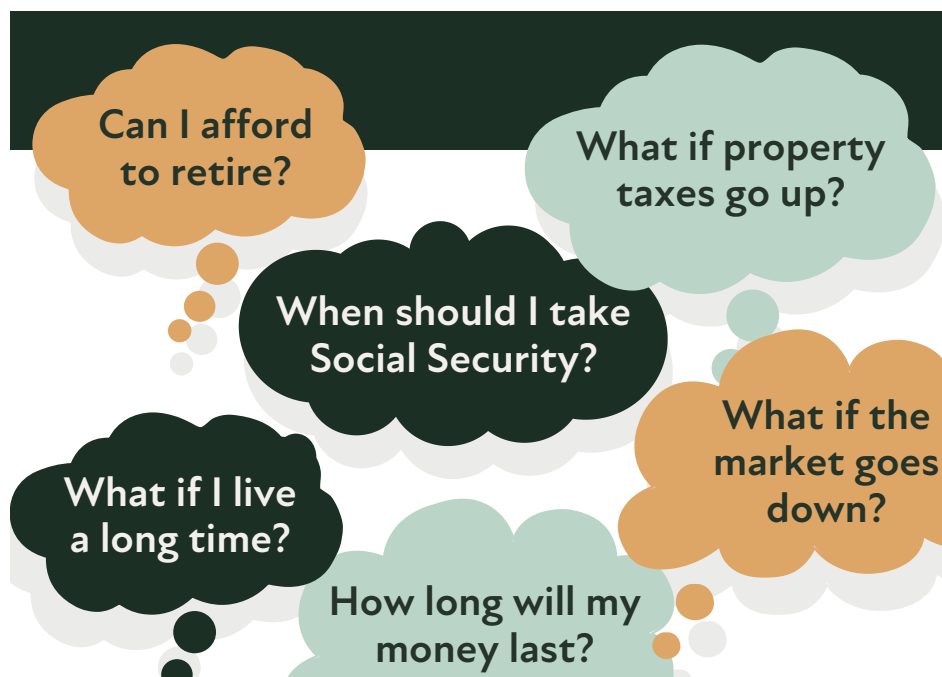 Can I afford
to retire?
What if property
taxes go up?
When should I take
Social Security?
What if the
market goes
down?
What if I live
a long time?
How long will my
money last?